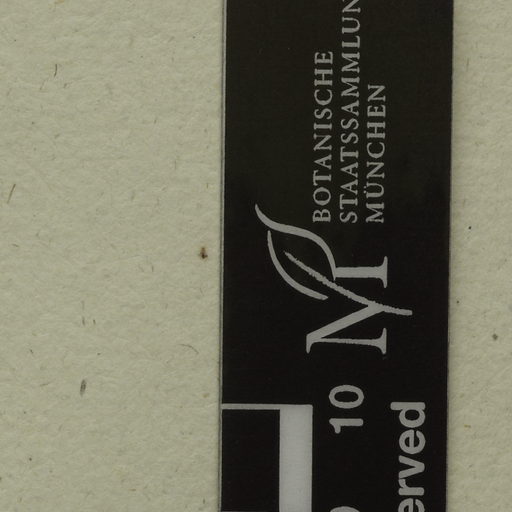 BOTANISCHE
STAATSSAMMLUN
MÜNCHEN
10
erved